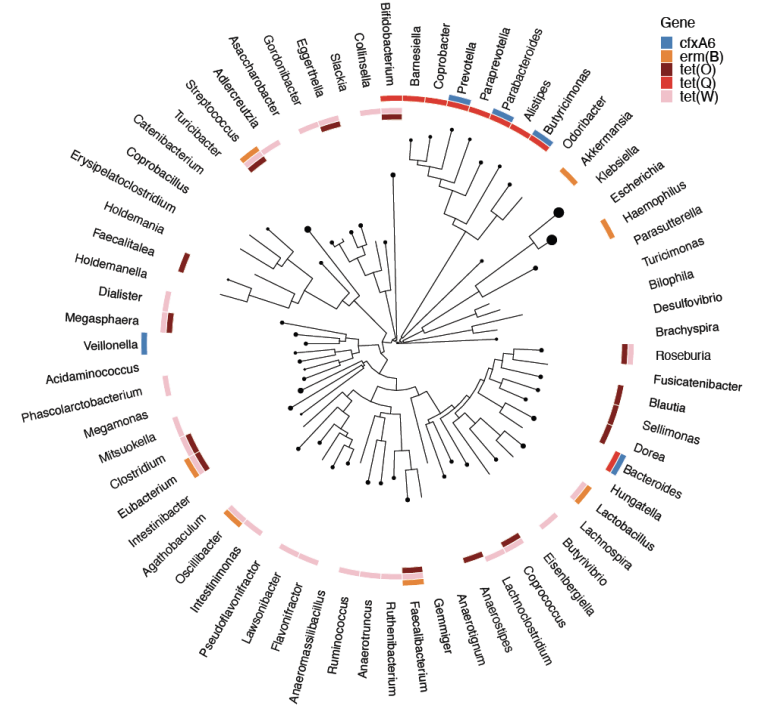 Gene
cfxA6
erm(B)
tet(O)
tet(Q)
tet(W)
Bifidobacterium
Barnesiella
Coprobacter
Prevotella
Paraprevotella
Parabacteroides
Alistipes
Butyricimonas
Odoribacter
Akkermansia
Klebsiella
Escherichia
Haemophilus
Parasutterella
Turicimonas
Bilophila
Desulfovibrio
Brachyspira
Roseburia
Fusicatenibacter
Blautia
Sellimonas
Dorea
Bacteroides
Hungatella
Lactobacillus
Lachnospira
Butyrivibrio
Eisenbergiella
Coprococcus
Lachnoclostridium
Anaerostipes
Anaerotignum
Gemmiger
Faecalibacterium
Ruthenibacterium
Anaerotruncus
Ruminococcus
Anaeromassilibacillus
Flavonifractor
Lawsonibacter
Pseudoflavonifractor
Intestinimonas
Oscillibacter
Agathobaculum
Intestinibacter
Eubacterium
Clostridium
Mitsuokella
Megamonas
Phascolarctobacterium
Acidaminococcus
Veillonella
Megasphaera
Dialister
Holdemanella
Faecalitalea
Holdemania
Erysipelatoclostridium
Coprobacillus
Catenibacterium
Turicibacter
Streptococcus
Adlercreutzia
Asaccharobacter
Gordonibacter
Eggerthella
Slackia
Collinsella